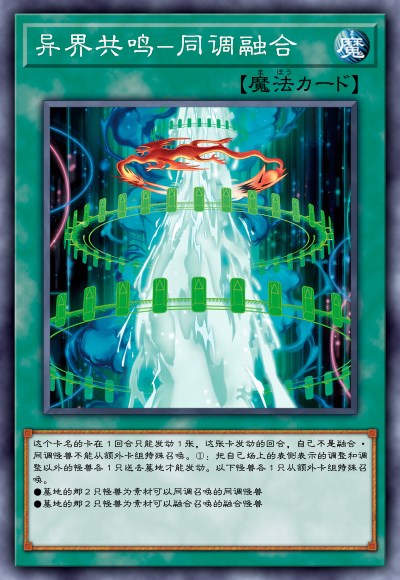 异界共鸣-同调融合
魔
【魔法カード】
ま ほう
这个卡名的卡在1回合只能发动1张，这张卡发动的回合，自己不是融合·
同调怪兽不能从额外卡组特殊召唤。①：把自己场上的表侧表示的调整和调
整以外的怪兽各1只送去墓地才能发动。以下怪兽各1只从额外卡组特殊召
唤。
●墓地的那2只怪兽为素材可以同调召唤的同调怪兽
●墓地的那2只怪兽为素材可以融合召唤的融合怪兽